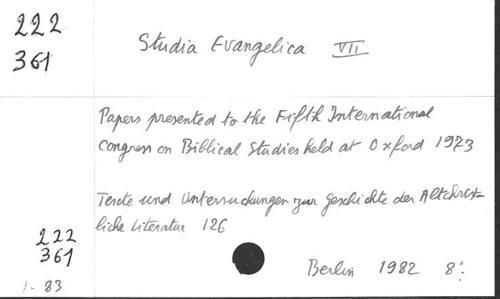 222
361
Studia Evangelica VII
Papers presented to the Fifth International
Congress on Biblical Studies held at Oxford 1973
Texte und Untersuchungen zur Geschichte der Altchrist=
liche Literatur 126
222
361
Berlin 1982 8°.
1-83